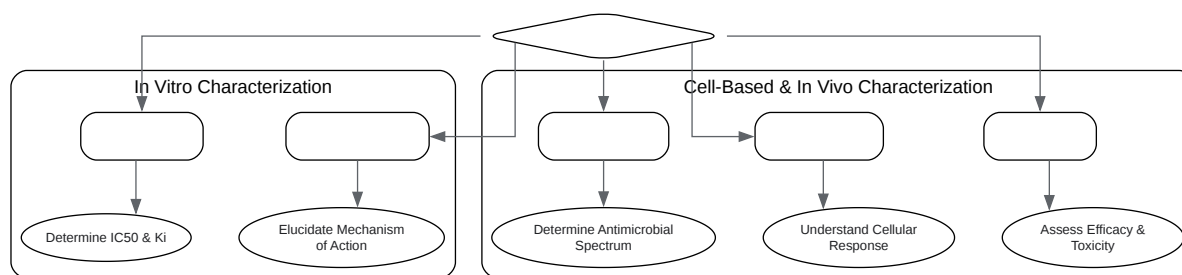 In Vitro Characterization
Cell-Based & In Vivo Characterization
Determine IC50 & Ki
Elucidate Mechanism
of Action
Determine Antimicrobial
Spectrum
Understand Cellular
Response
Assess Efficacy &
Toxicity